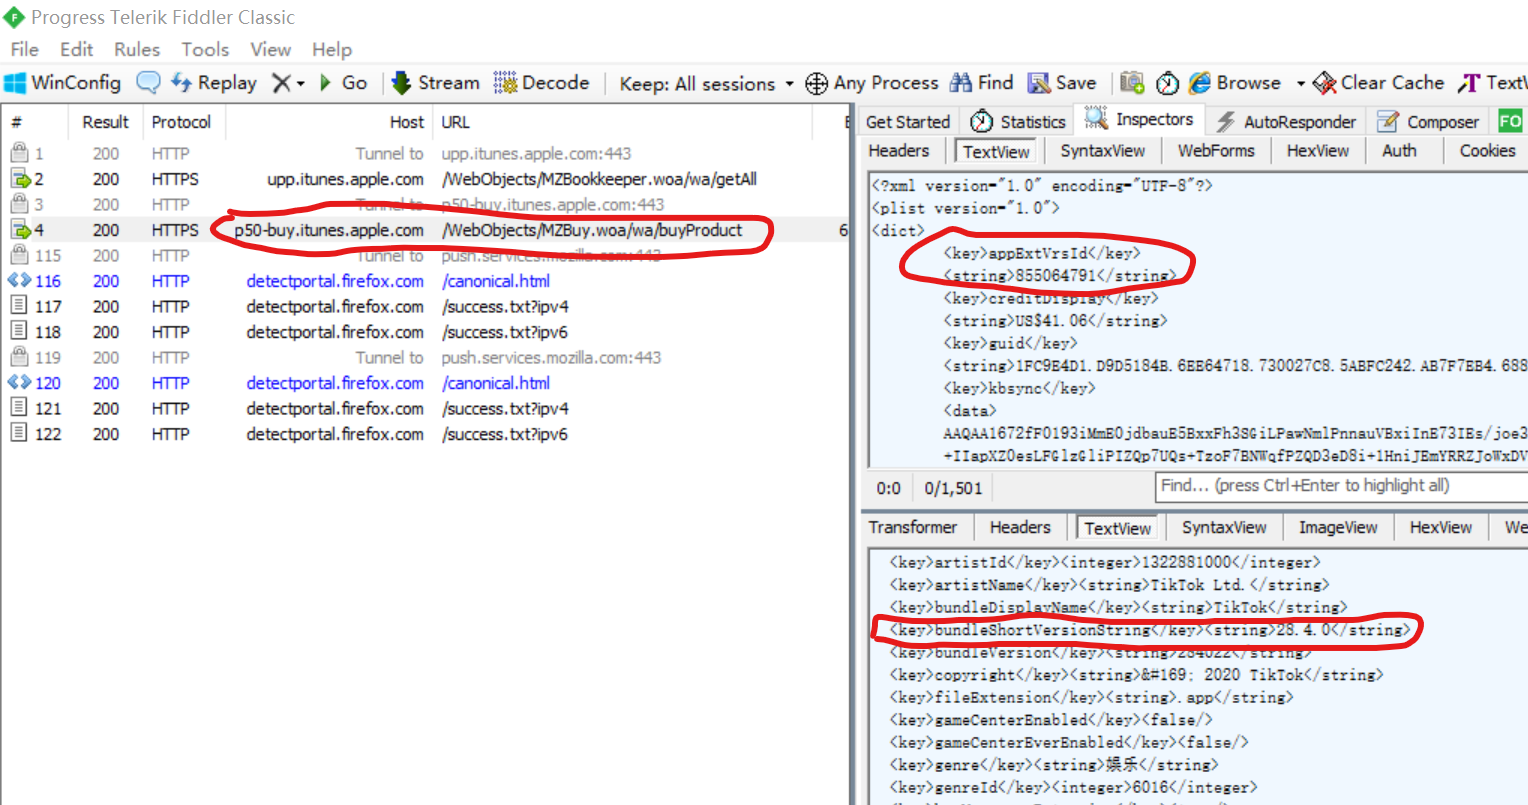 Progress Telerik Fiddler Classic
File Edit Rules Tools View Help
WinConfig Replay Go Stream Decode Keep: All sessions Any Process Find Save Browse Clear Cache
# Result Protocol Host URL
1 200 HTTP Tunnel to upp.itunes.apple.com:443
2 200 HTTPS upp.itunes.apple.com /WebObjects/MZBookkeeper.woa/wa/getAll
3 200 HTTP Tunnel to p50-buy.itunes.apple.com:443
4 200 HTTPS p50-buy.itunes.apple.com /WebObjects/MZBuy.woa/wa/buyProduct 6
115 200 HTTP Tunnel to push.services.mozilla.com:443
116 200 HTTP detectportal.firefox.com /canonical.html
117 200 HTTP detectportal.firefox.com /success.txt?ipv4
118 200 HTTP detectportal.firefox.com /success.txt?ipv6
119 200 HTTP Tunnel to push.services.mozilla.com:443
120 200 HTTP detectportal.firefox.com /canonical.html
121 200 HTTP detectportal.firefox.com /success.txt?ipv4
122 200 HTTP detectportal.firefox.com /success.txt?ipv6
Get Started Statistics Inspectors AutoResponder Composer FO
Headers TextView SyntaxView WebForms HexView Auth Cookies
<?xml version="1.0" encoding="UTF-8"?>
<plist version="1.0">
<dict>
<key>appExtVrsId</key>
<string>855064791</string>
<key>creditDisplay</key>
<string>US$41.06</string>
<key>guid</key>
<string>1FC9B4D1.D9D5184B.6EE64718.730027C8.5ABFC242.AB7F7EB4.688
<key>kbsync</key>
<data>
0:0 0/1,501 Find... (press Ctrl+Enter to highlight all)
Transformer Headers TextView SyntaxView ImageView HexView We
<key>artistId</key><integer>1322881000</integer>
<key>artistName</key><string>TikTok Ltd.</string>
<key>bundleDisplayName</key><string>TikTok</string>
<key>bundleShortVersionString</key><string>28.4.0</string>
<key>bundleVersion</key><string>284022</string>
<key>copyright</key><string>&#169; 2020 TikTok</string>
<key>fileExtension</key><string>.app</string>
<key>gameCenterEnabled</key><false/>
<key>gameCenterEverEnabled</key><false/>
<key>genre</key><string>娱乐</string>
<key>genreId</key><integer>6016</integer>